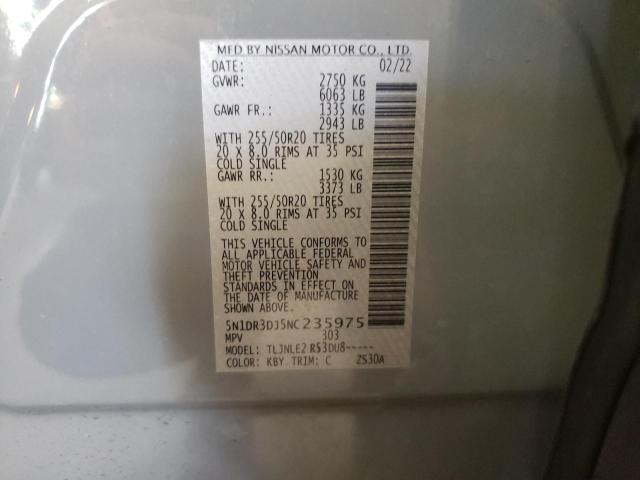 MFD BY NISSAN MOTOR CO., LTD.
DATE: 02/22
GVWR: 2750 KG
6063 LB
GAWR FR.: 1335 KG
2943 LB
WITH 255/50R20 TIRES
20 X 8.0 RIMS AT 35 PSI
COLD SINGLE
GAWR RR.: 1530 KG
3373 LB
WITH 255/50R20 TIRES
20 X 8.0 RIMS AT 35 PSI
COLD SINGLE
THIS VEHICLE CONFORMS TO
ALL APPLICABLE FEDERAL
MOTOR VEHICLE SAFETY AND
THEFT PREVENTION
STANDARDS IN EFFECT ON
THE DATE OF MANUFACTURE
SHOWN ABOVE.
5N1DR3DJ5NC235975
MPV 303
MODEL: TLJNLE2 RS3DU8-----
COLOR: KBY TRIM: C ZS30A